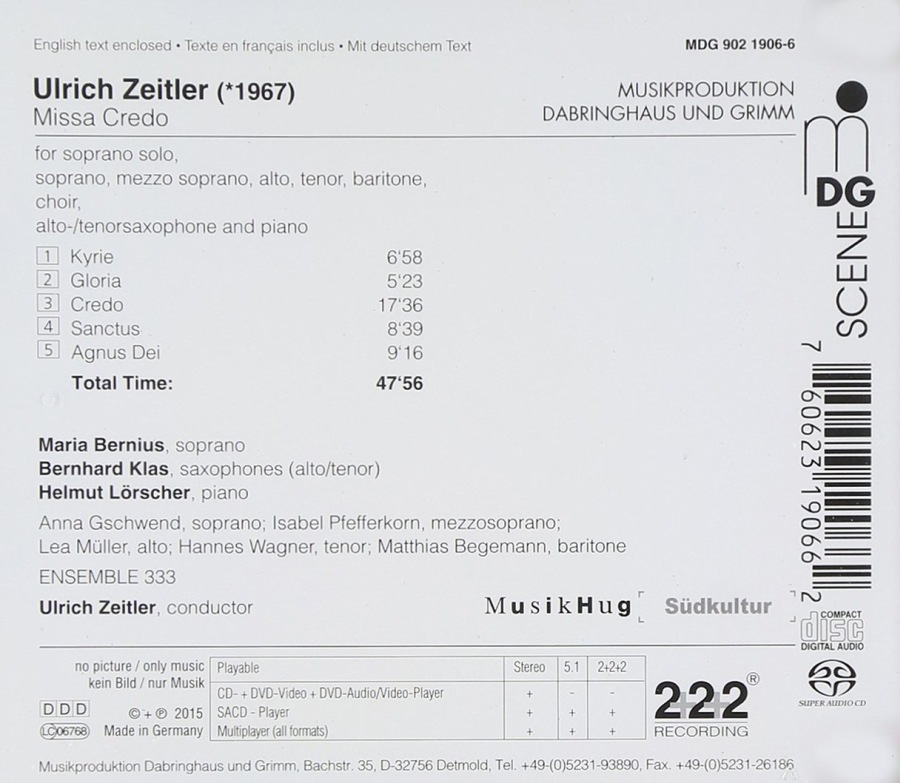 English text enclosed • Texte en français inclus • Mit deutschem Text
MDG 902 1906-6
Ulrich Zeitler (*1967)
Missa Credo
MUSIKPRODUKTION
DABRINGHAUS UND GRIMM
DG
SCENE
for soprano solo,
soprano, mezzo soprano, alto, tenor, baritone,
choir,
alto-/tenorsaxophone and piano
1 Kyrie 6'58
2 Gloria 5'23
3 Credo 17'36
4 Sanctus 8'39
5 Agnus Dei 9'16
Total Time: 47'56
7 60623 19066 2
Maria Bernius, soprano
Bernhard Klas, saxophones (alto/tenor)
Helmut Lörscher, piano
Anna Gschwend, soprano; Isabel Pfefferkorn, mezzosoprano;
Lea Müller, alto; Hannes Wagner, tenor; Matthias Begemann, baritone
ENSEMBLE 333
Ulrich Zeitler, conductor
MusikHug
Südkultur
COMPACT
disc
DIGITAL AUDIO
SUPER AUDIO CD
no picture / only music
kein Bild / nur Musik
DDD
©+℗ 2015
LC 06768
Made in Germany
Playable Stereo 5.1 2+2+2
CD- + DVD-Video + DVD-Audio/Video-Player + - -
SACD - Player + + +
Multiplayer (all formats) + + +
2+2+2®
RECORDING
Musikproduktion Dabringhaus und Grimm, Bachstr. 35, D-32756 Detmold, Tel. +49-(0)5231-93890, Fax. +49-(0)5231-26186